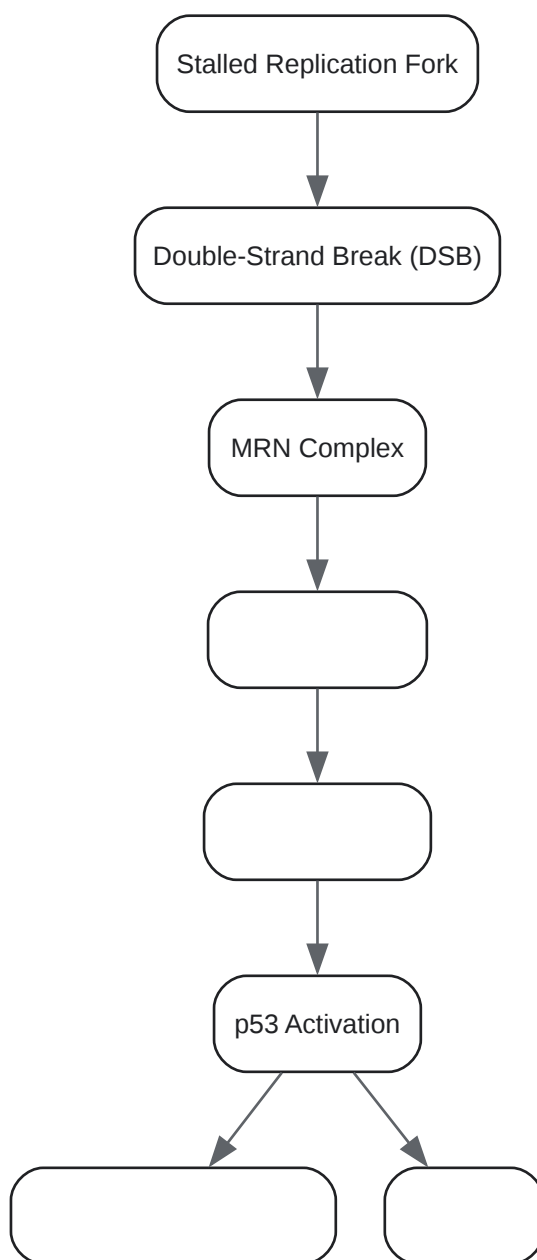 Stalled Replication Fork
Double-Strand Break (DSB)
MRN Complex
p53 Activation